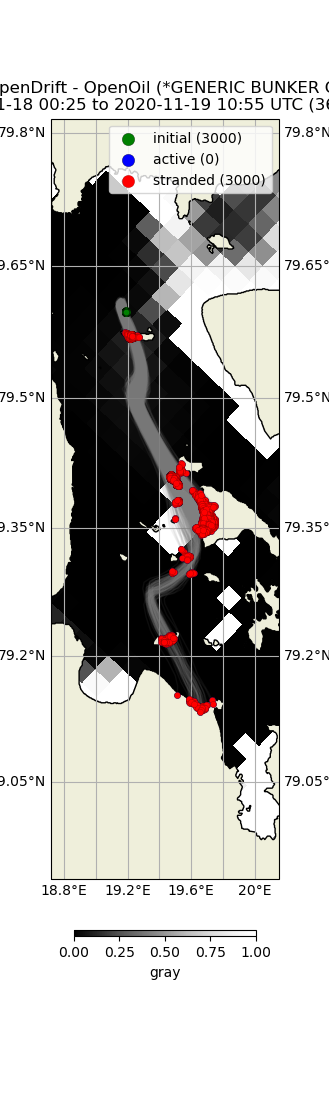 penDrift - OpenOil (*GENERIC BUNKER
1-18 00:25 to 2020-11-19 10:55 UTC (36
initial (3000)
active (0)
stranded (3000)
79.8°N
79.8°N
9.65°N
79.65°N
79.5°N
79.5°N
9.35°N
79.35°N
79.2°N
79.2°N
9.05°N
79.05°N
18.8°E 19.2°E 19.6°E 20°E
0.00 0.25 0.50 0.75 1.00
gray